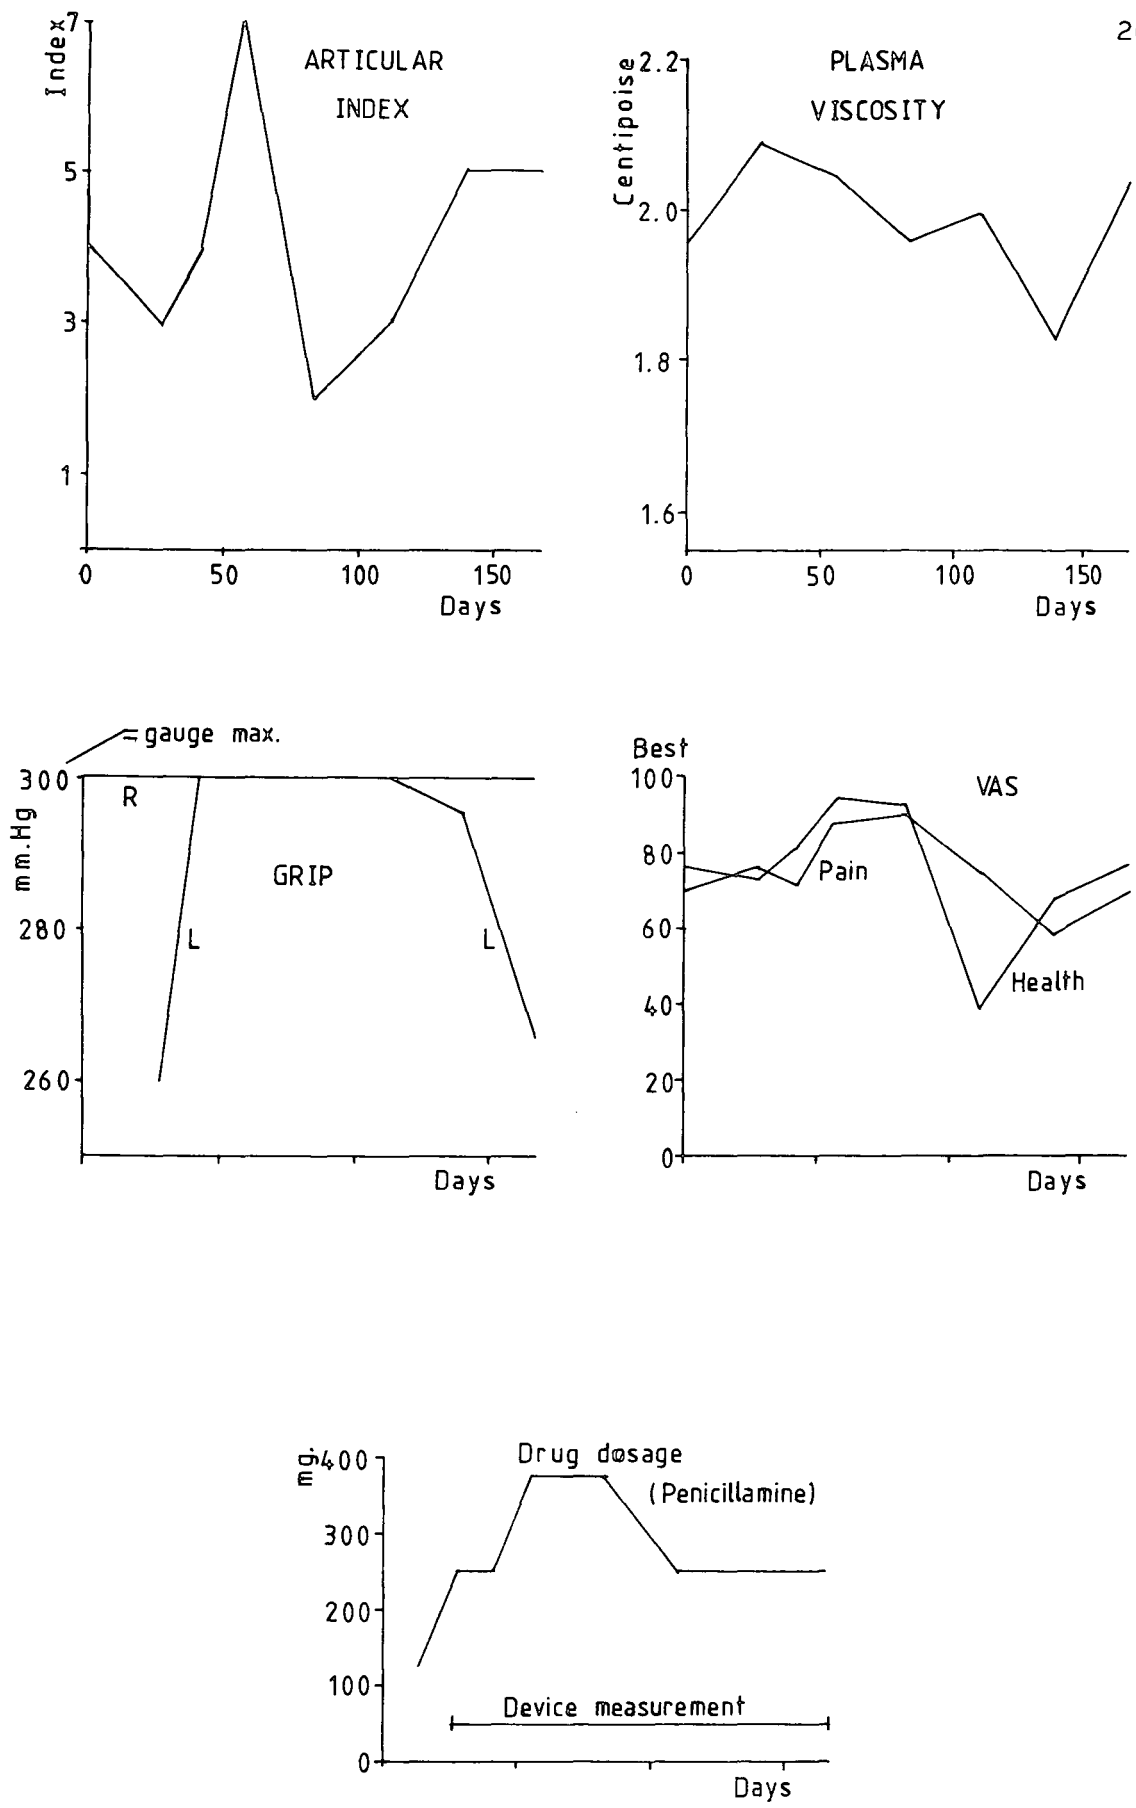 2
Index
7
5
3
1
0 50 100 150
Days
ARTICULAR
INDEX
Centipoise
2.2
2.0
1.8
1.6
0 50 100 150
Days
PLASMA
VISCOSITY
= gauge max.
mm.Hg
300
280
260
R
GRIP
L L
Days
Best
100
80
60
40
20
0
VAS
Pain
Health
Days
mg.
400
300
200
100
0
Drug dosage
(Penicillamine)
Device measurement
Days